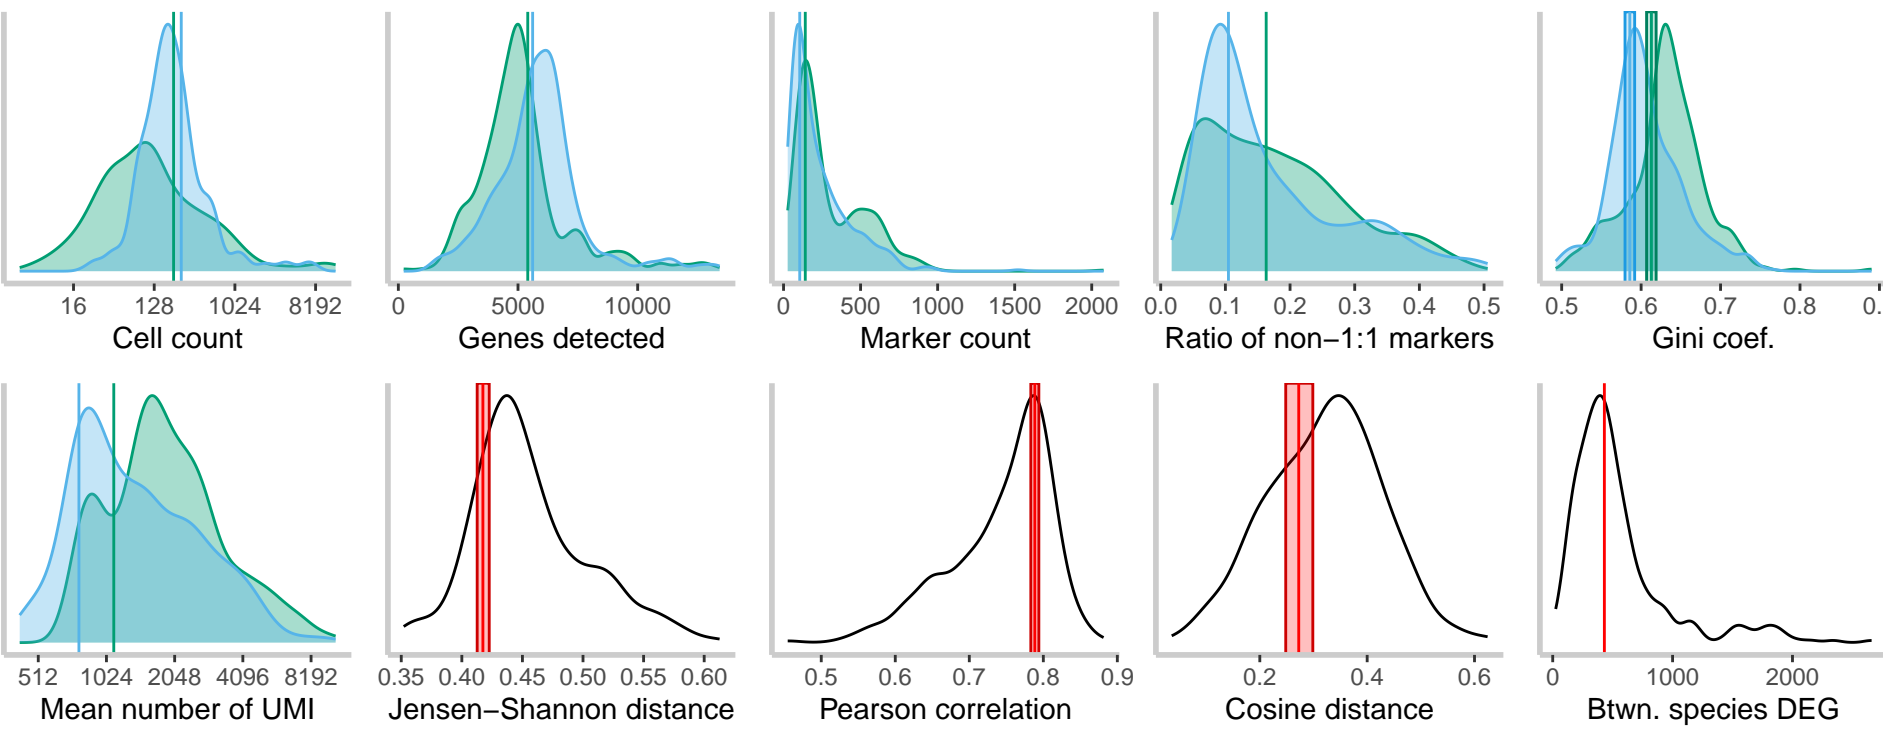 16 128 1024 8192
Cell count
0 5000 10000
Genes detected
0 500 1000 1500 2000
Marker count
0.0 0.1 0.2 0.3 0.4 0.5
Ratio of non−1:1 markers
0.5 0.6 0.7 0.8 0.
Gini coef.
512 1024 2048 4096 8192
Mean number of UMI
0.35 0.40 0.45 0.50 0.55 0.60
Jensen−Shannon distance
0.5 0.6 0.7 0.8 0.9
Pearson correlation
0.2 0.4 0.6
Cosine distance
0 1000 2000
Btwn. species DEG